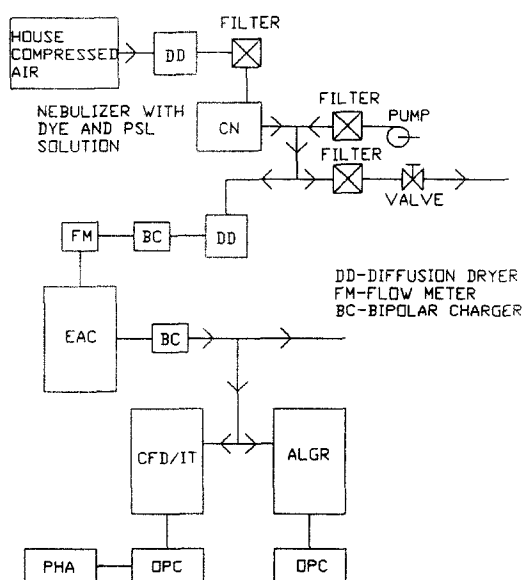 FILTER
HOUSE
COMPRESSED
AIR
DD
NEBULIZER WITH
DYE AND PSL
SOLUTION
CN
FILTER
PUMP
FILTER
VALVE
FM
BC
DD
DD-DIFFUSION DRYER
FM-FLOW METER
BC-BIPOLAR CHARGER
EAC
BC
CFD/IT
ALGR
PHA
OPC
OPC